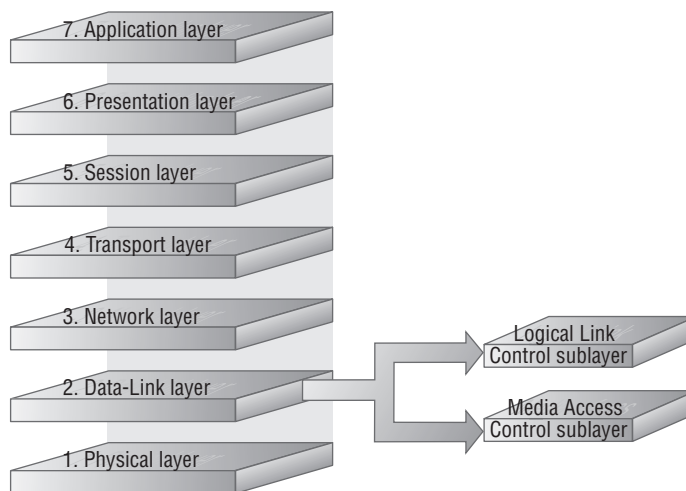 7. Application layer
6. Presentation layer
5. Session layer
4. Transport layer
3. Network layer
2. Data-Link layer
1. Physical layer
Logical Link
Control sublayer
Media Access
Control sublayer